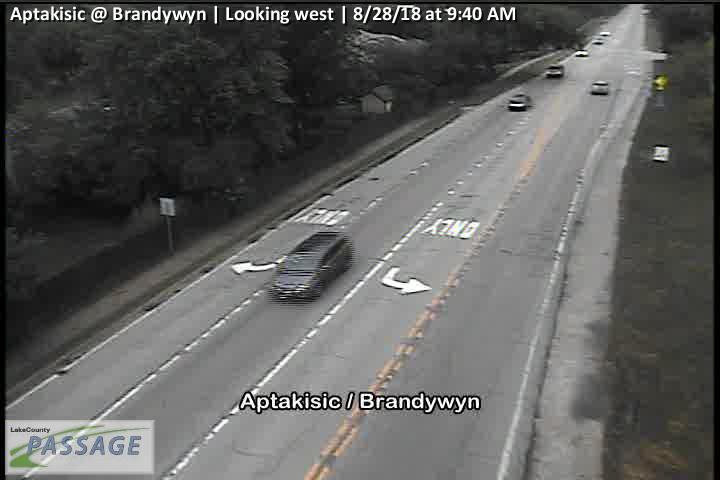 Aptakisic @ Brandywyn | Looking west | 8/28/18 at 9:40 AM
ONLY
ONLY
Aptakisic / Brandywyn
LakeCounty
PASSAGE